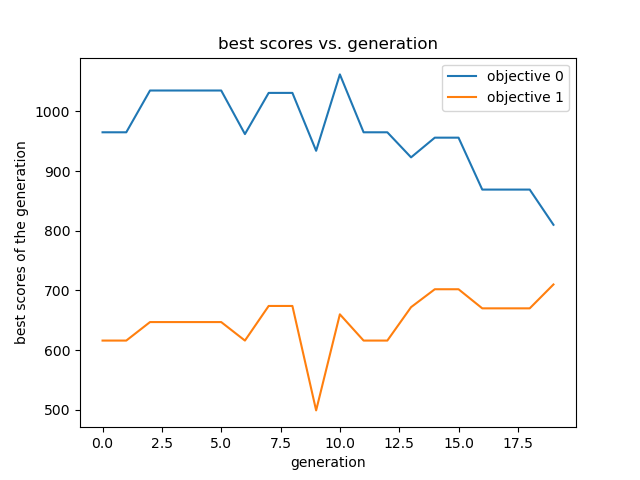 best scores vs. generation
objective 0
objective 1
best scores of the generation
1000
900
800
700
600
500
0.0 2.5 5.0 7.5 10.0 12.5 15.0 17.5
generation